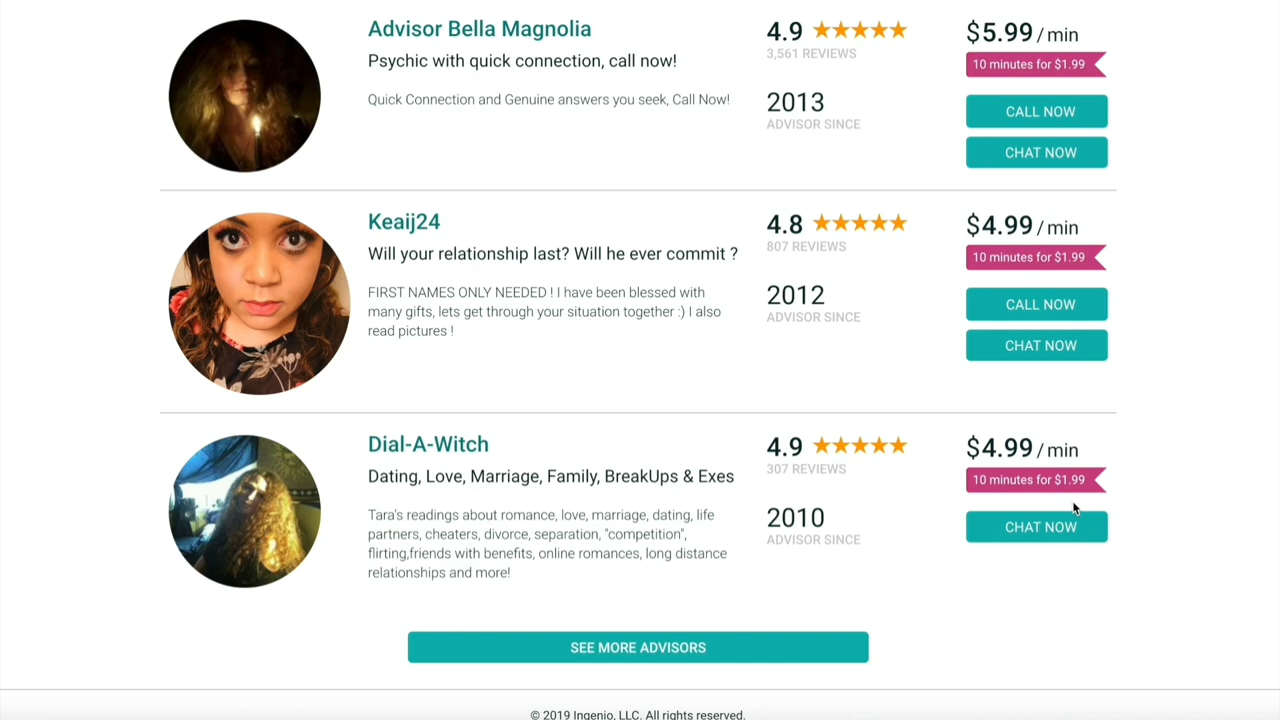 Advisor Bella Magnolia
Psychic with quick connection, call now!
Quick Connection and Genuine answers you seek, Call Now!
4.9
3,561 REVIEWS
2013
ADVISOR SINCE
$5.99 / min
10 minutes for $1.99
CALL NOW
CHAT NOW
Keaij24
Will your relationship last? Will he ever commit ?
FIRST NAMES ONLY NEEDED ! I have been blessed with
many gifts, lets get through your situation together :) I also
read pictures !
4.8
807 REVIEWS
2012
ADVISOR SINCE
$4.99 / min
10 minutes for $1.99
CALL NOW
CHAT NOW
Dial-A-Witch
Dating, Love, Marriage, Family, BreakUps & Exes
Tara's readings about romance, love, marriage, dating, life
partners, cheaters, divorce, separation, "competition",
flirting,friends with benefits, online romances, long distance
relationships and more!
4.9
307 REVIEWS
2010
ADVISOR SINCE
$4.99 / min
10 minutes for $1.99
CHAT NOW
SEE MORE ADVISORS
© 2019 Ingenio, LLC. All rights reserved.